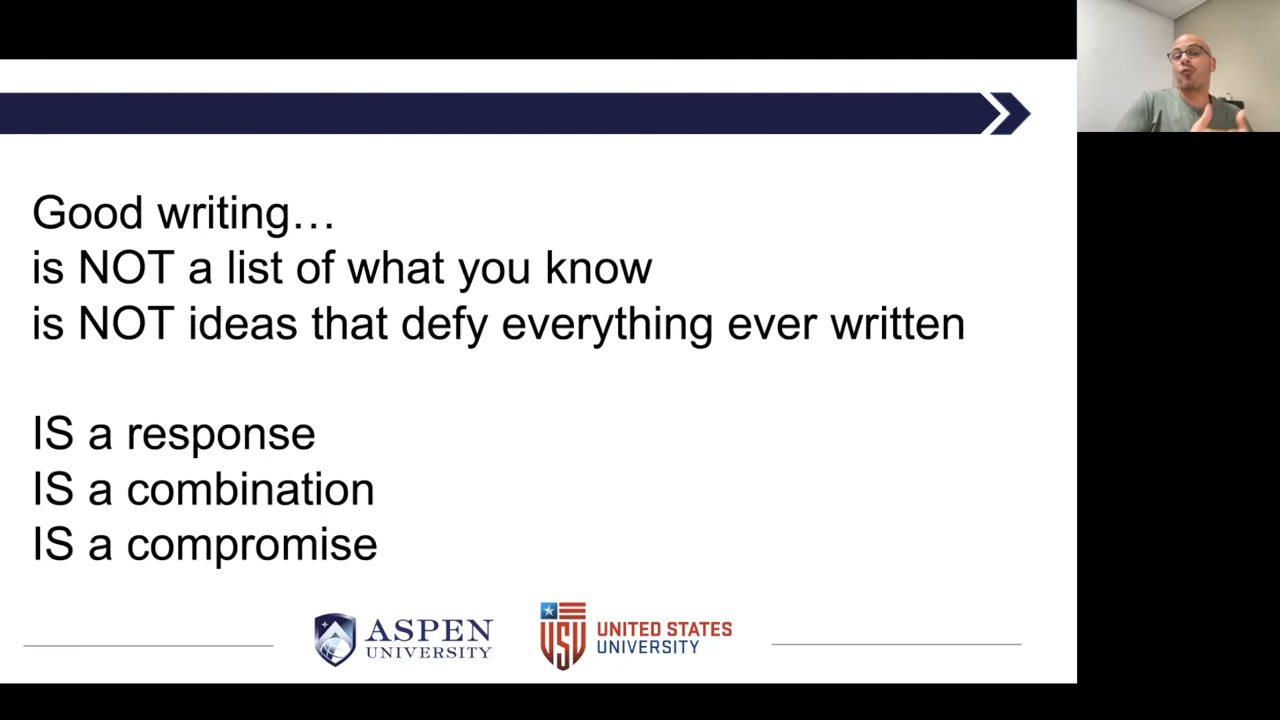 Good writing…
is NOT a list of what you know
is NOT ideas that defy everything ever written
IS a response
IS a combination
IS a compromise
ASPEN
UNIVERSITY
USU
UNITED STATES
UNIVERSITY